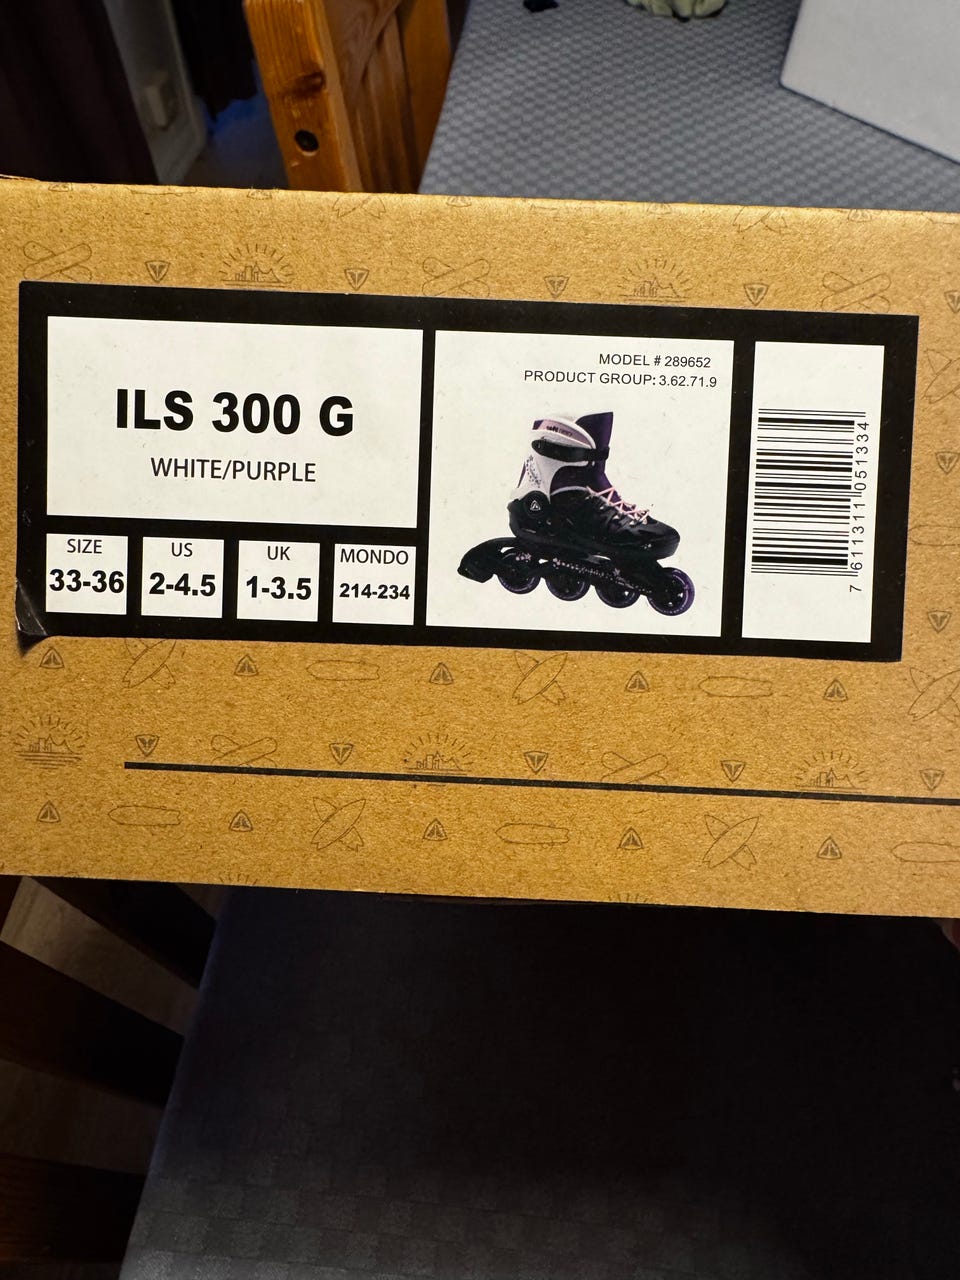 ILS 300 G
WHITE/PURPLE
SIZE
33-36
US
2-4.5
UK
1-3.5
MONDO
214-234
MODEL # 289652
PRODUCT GROUP: 3.62.71.9
7 611311 051334